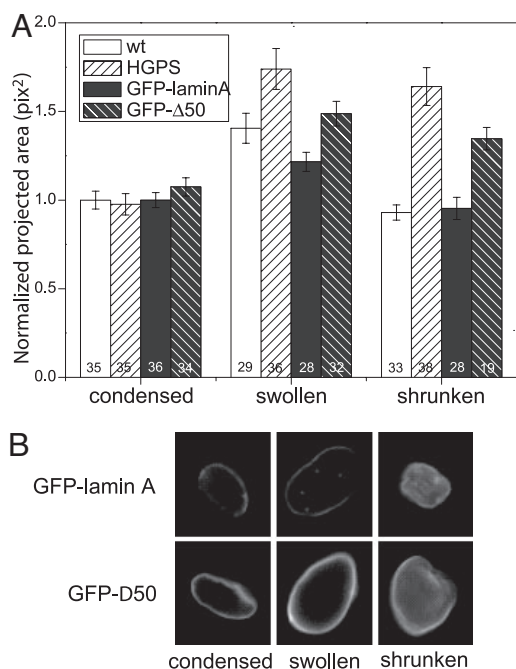 A
Normalized projected area (pix²)
2.0
1.5
1.0
0.5
0.0
wt
HGPS
GFP-laminA
GFP-Δ50
35
35
36
34
29
36
28
32
33
38
28
19
condensed
swollen
shrunken
B
GFP-lamin A
GFP-D50
condensed
swollen
shrunken